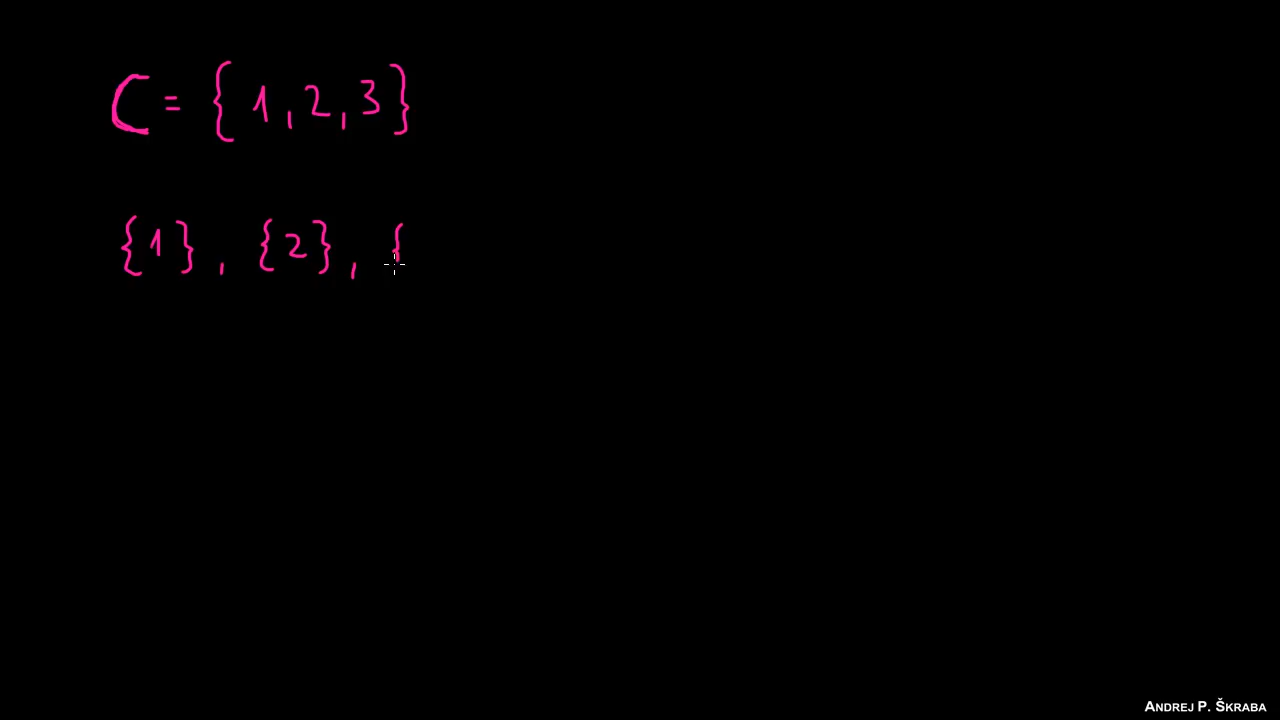 C = { 1, 2, 3 }
{1}, {2}, {
ANDREJ P. ŠKRABA